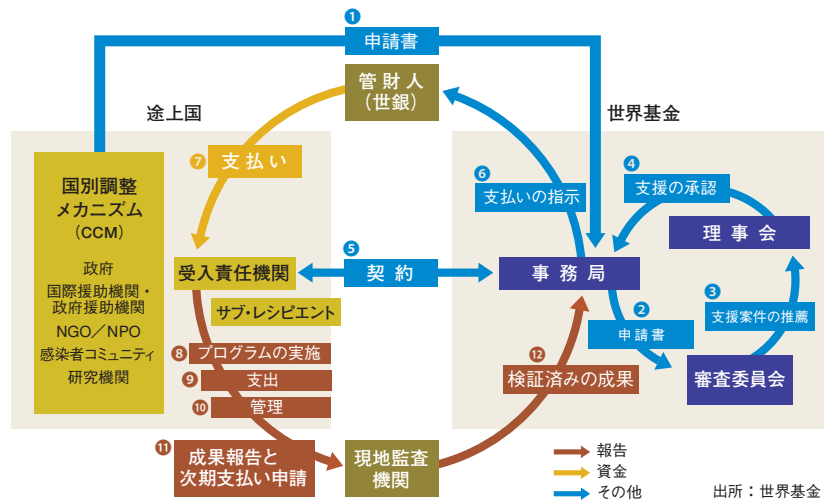 ❶
申請書
管財人
（世銀）
途上国
世界基金
❼ 支払い
❻
支払いの指示
❹
支援の承認
国別調整
メカニズム
（CCM）
政府
国際援助機関・
政府援助機関
NGO／NPO
感染者コミュニティ
研究機関
理事会
❺
契約
受入責任機関
事務局
サブ・レシピエント
❷
申請書
❸
支援案件の推薦
❽ プログラムの実施
❾ 支出
❿ 管理
⓬
検証済みの成果
審査委員会
⓫ 成果報告と
次期支払い申請
現地監査
機関
報告
資金
その他
出所：世界基金